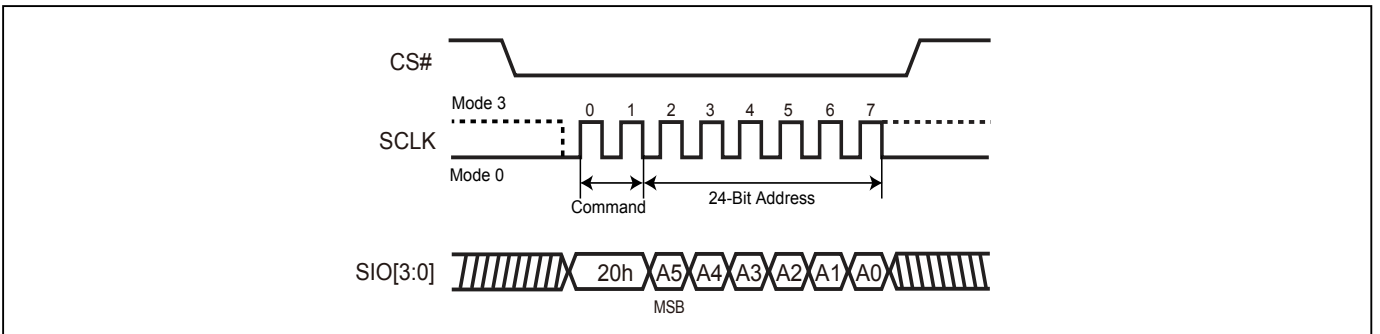 CS#
Mode 3
0 1 2 3 4 5 6 7
SCLK
Mode 0
Command
24-Bit Address
SIO[3:0]
20h A5 A4 A3 A2 A1 A0
MSB